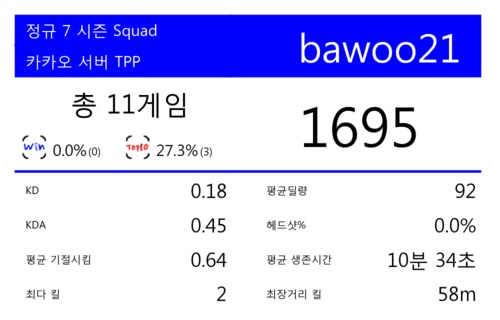 정규 7 시즌 Squad
카카오 서버 TPP
bawoo21
총 11게임
Win 0.0% (0) TOP10 27.3% (3)
1695
KD 0.18
KDA 0.45
평균 기절시킴 0.64
최다 킬 2
평균딜량 92
헤드샷% 0.0%
평균 생존시간 10분 34초
최장거리 킬 58m